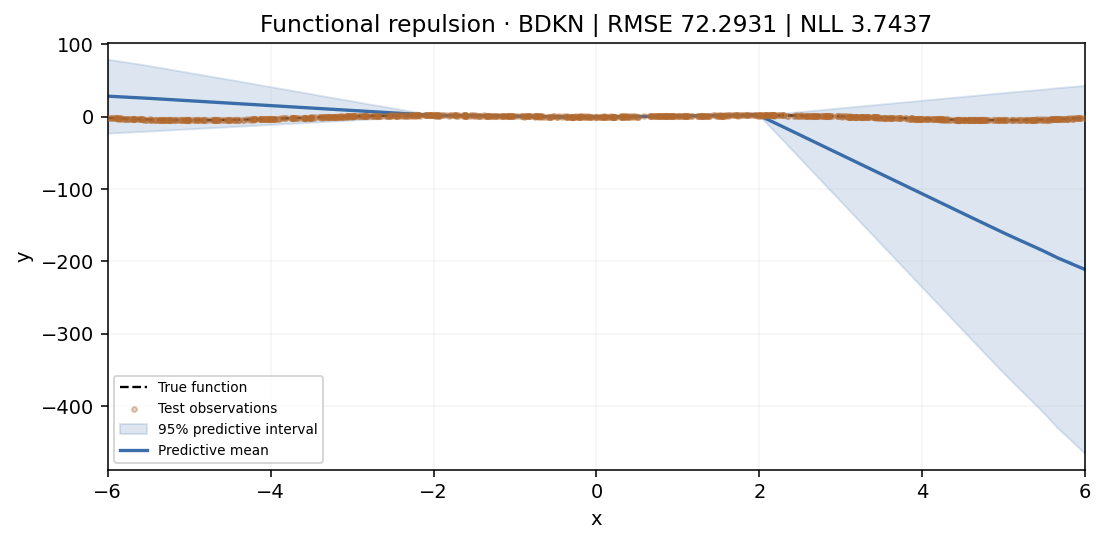 Functional repulsion · BDKN | RMSE 72.2931 | NLL 3.7437
100
0
−100
−200
−300
−400
y
True function
Test observations
95% predictive interval
Predictive mean
−6
−4
−2
0
2
4
6
x